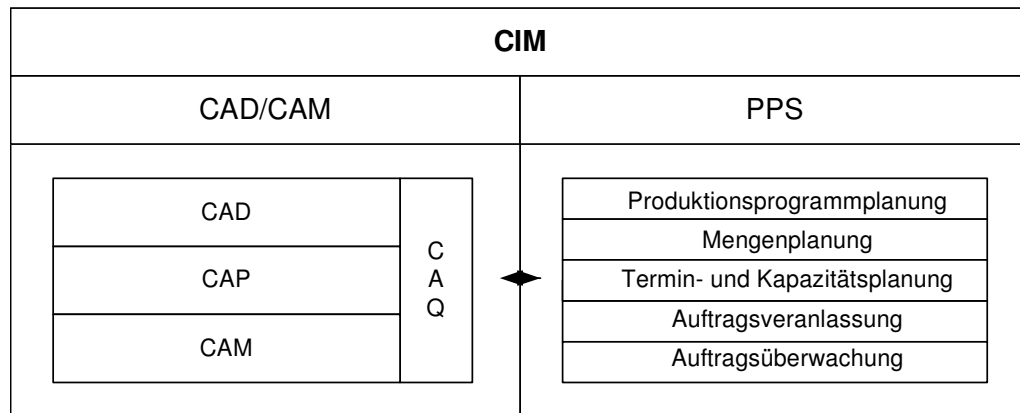 CIM
CAD/CAM
PPS
CAD
CAP
CAM
C
A
Q
Produktionsprogrammplanung
Mengenplanung
Termin- und Kapazitätsplanung
Auftragsveranlassung
Auftragsüberwachung